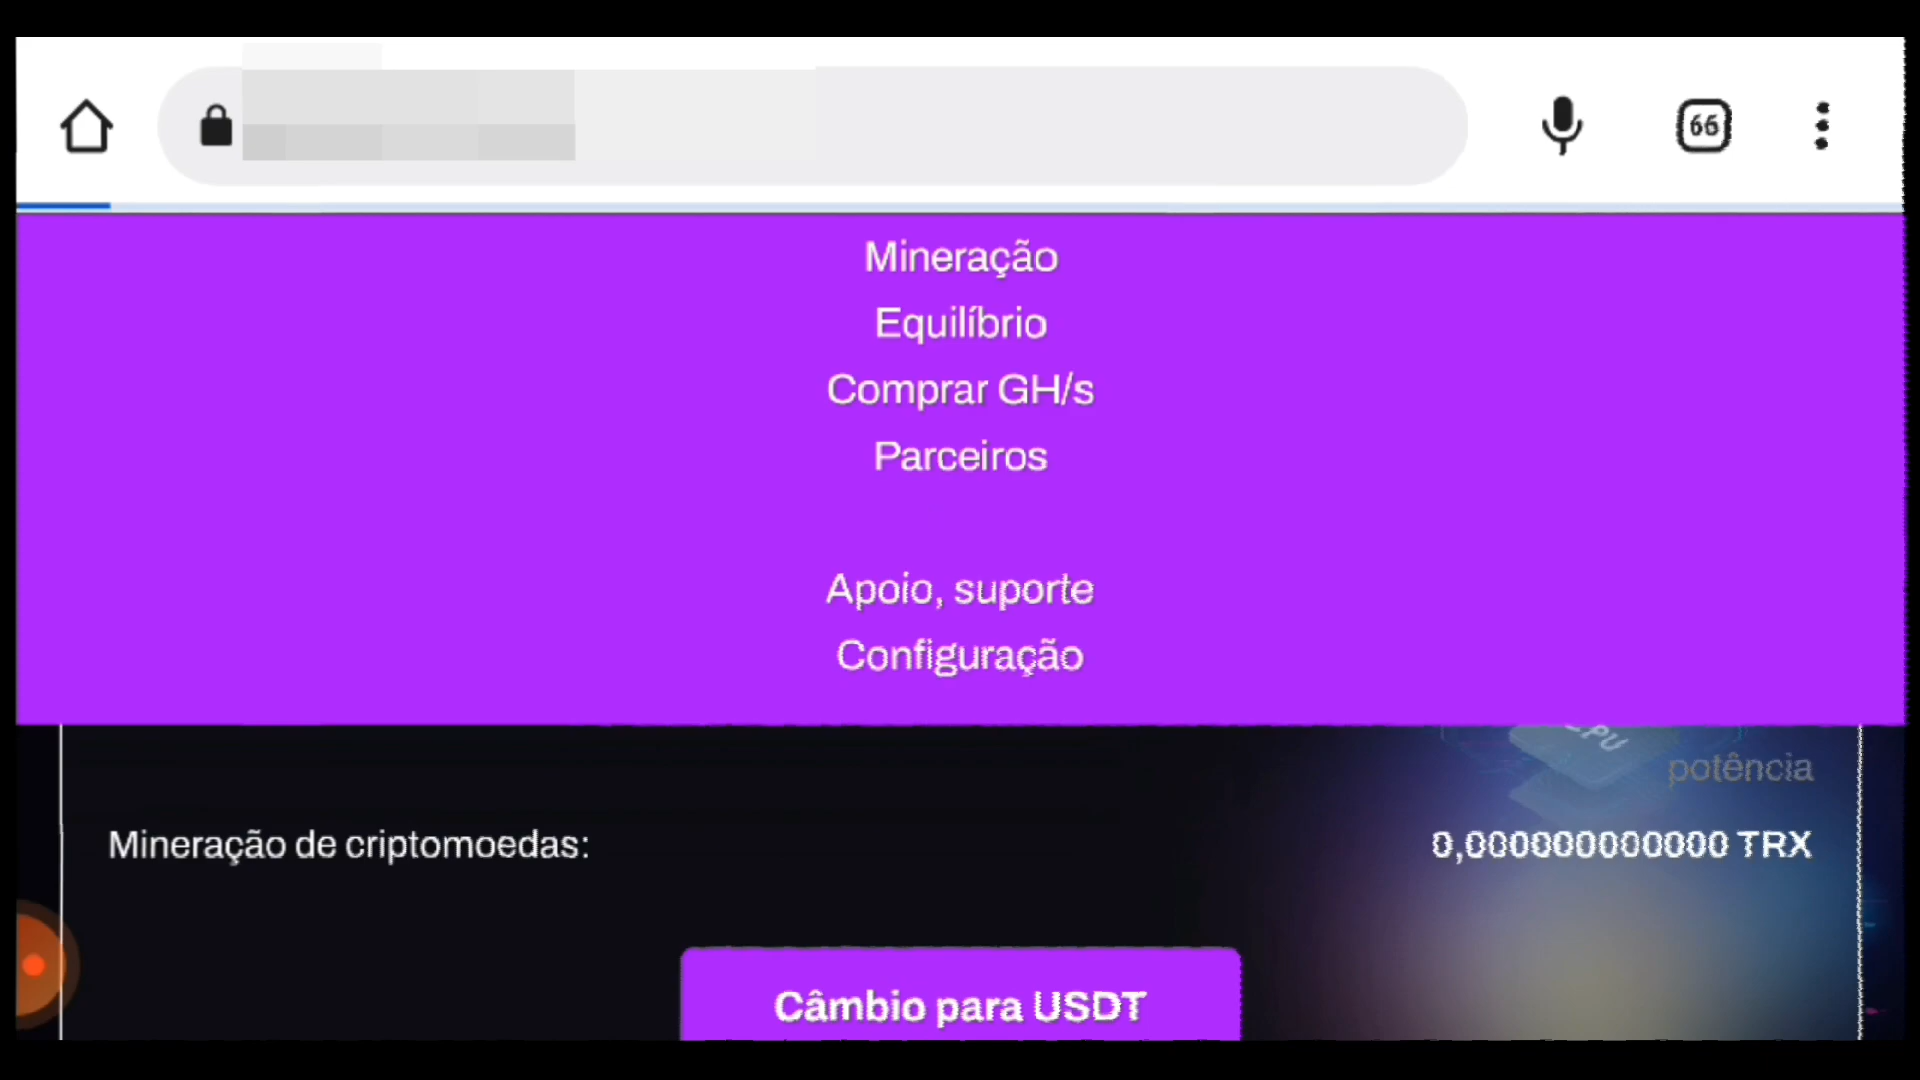 66
Mineração
Equilíbrio
Comprar GH/s
Parceiros
Apoio, suporte
Configuração
CPU
potência
Mineração de criptomoedas:
0,000000000000 TRX
Câmbio para USDT